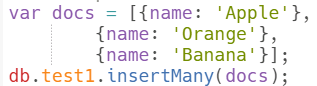 var docs = [{name: 'Apple'},
{name: 'Orange'},
{name: 'Banana'}];
db.test1.insertMany(docs);